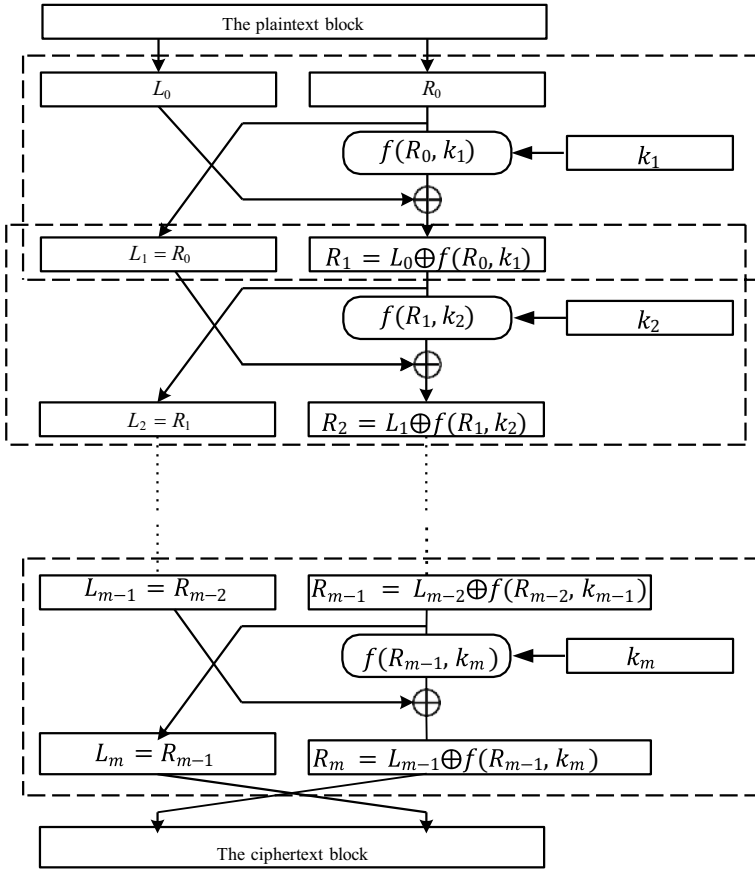 The plaintext block
L₀
R₀
f(R₀, k₁)
k₁
L₁ = R₀
R₁ = L₀⊕f(R₀, k₁)
f(R₁, k₂)
k₂
L₂ = R₁
R₂ = L₁⊕f(R₁, k₂)
Lₘ₋₁ = Rₘ₋₂
Rₘ₋₁ = Lₘ₋₂⊕f(Rₘ₋₂, kₘ₋₁)
f(Rₘ₋₁, kₘ)
kₘ
Lₘ = Rₘ₋₁
Rₘ = Lₘ₋₁⊕f(Rₘ₋₁, kₘ)
The ciphertext block